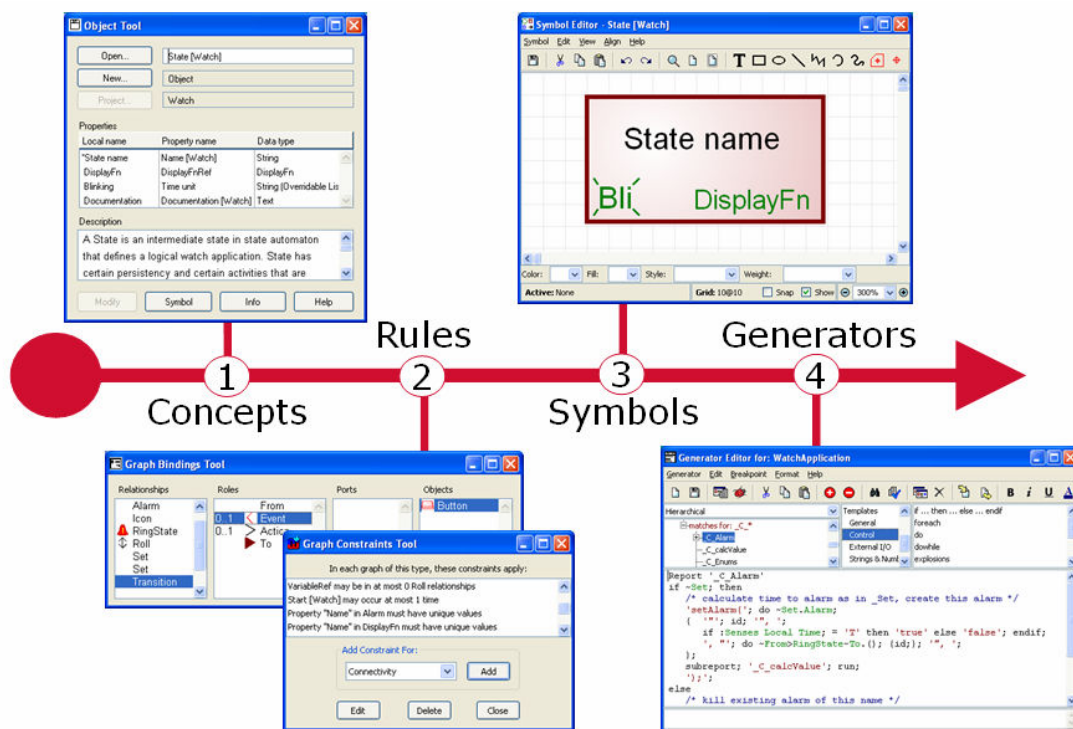 Object Tool
Open...
State [Watch]
New...
Object
Project...
Watch
Properties
Local name Property name Data type
*State name Name [Watch] String
DisplayFn DisplayFnRef DisplayFn
Blinking Time unit String (Overridable Lis
Documentation Documentation [Watch] Text
Description
A State is an intermediate state in state automaton
that defines a logical watch application. State has
certain persistency and certain activities that are
Modify Symbol Info Help
Symbol Editor - State [Watch]
Symbol Edit View Align Help
T
State name
Bli DisplayFn
Color: Fill: Style: Weight:
Active: None Grid: 10@10 Snap Show 300%
Rules Generators
1 2 3 4
Concepts Symbols
Graph Bindings Tool
Relationships Roles Ports Objects
Alarm From Button
Icon 0..1 Event
RingState 0..1 Actio
Roll To
Set
Set
Transition
Graph Constraints Tool
In each graph of this type, these constraints apply:
VariableRef may be in at most 0 Roll relationships
Start [Watch] may occur at most 1 time
Property "Name" in Alarm must have unique values
Property "Name" in DisplayFn must have unique values
Add Constraint For:
Connectivity Add
Edit Delete Close
Generator Editor for: WatchApplication
Generator Edit Breakpoint Format Help
B i U A
Hierarchical Templates if ... then ... else ... endif
matches for: _C_* General foreach
_C_Alarm Control do
_C_calcValue External I/O dowhile
_C_Enums Strings & Numb explosions
Report '_C_Alarm'
if ~Set; then
/* calculate time to alarm as in _Set, create this alarm */
'setAlarm('; do ~Set.Alarm;
{ '"'; id; '", ';
if :Senses Local Time; = 'T' then 'true' else 'false'; endif;
', "'; do ~From>RingState~To.(); {id;}; '", ';
};
subreport; '_C_calcValue'; run;
');';
else
/* kill existing alarm of this name */